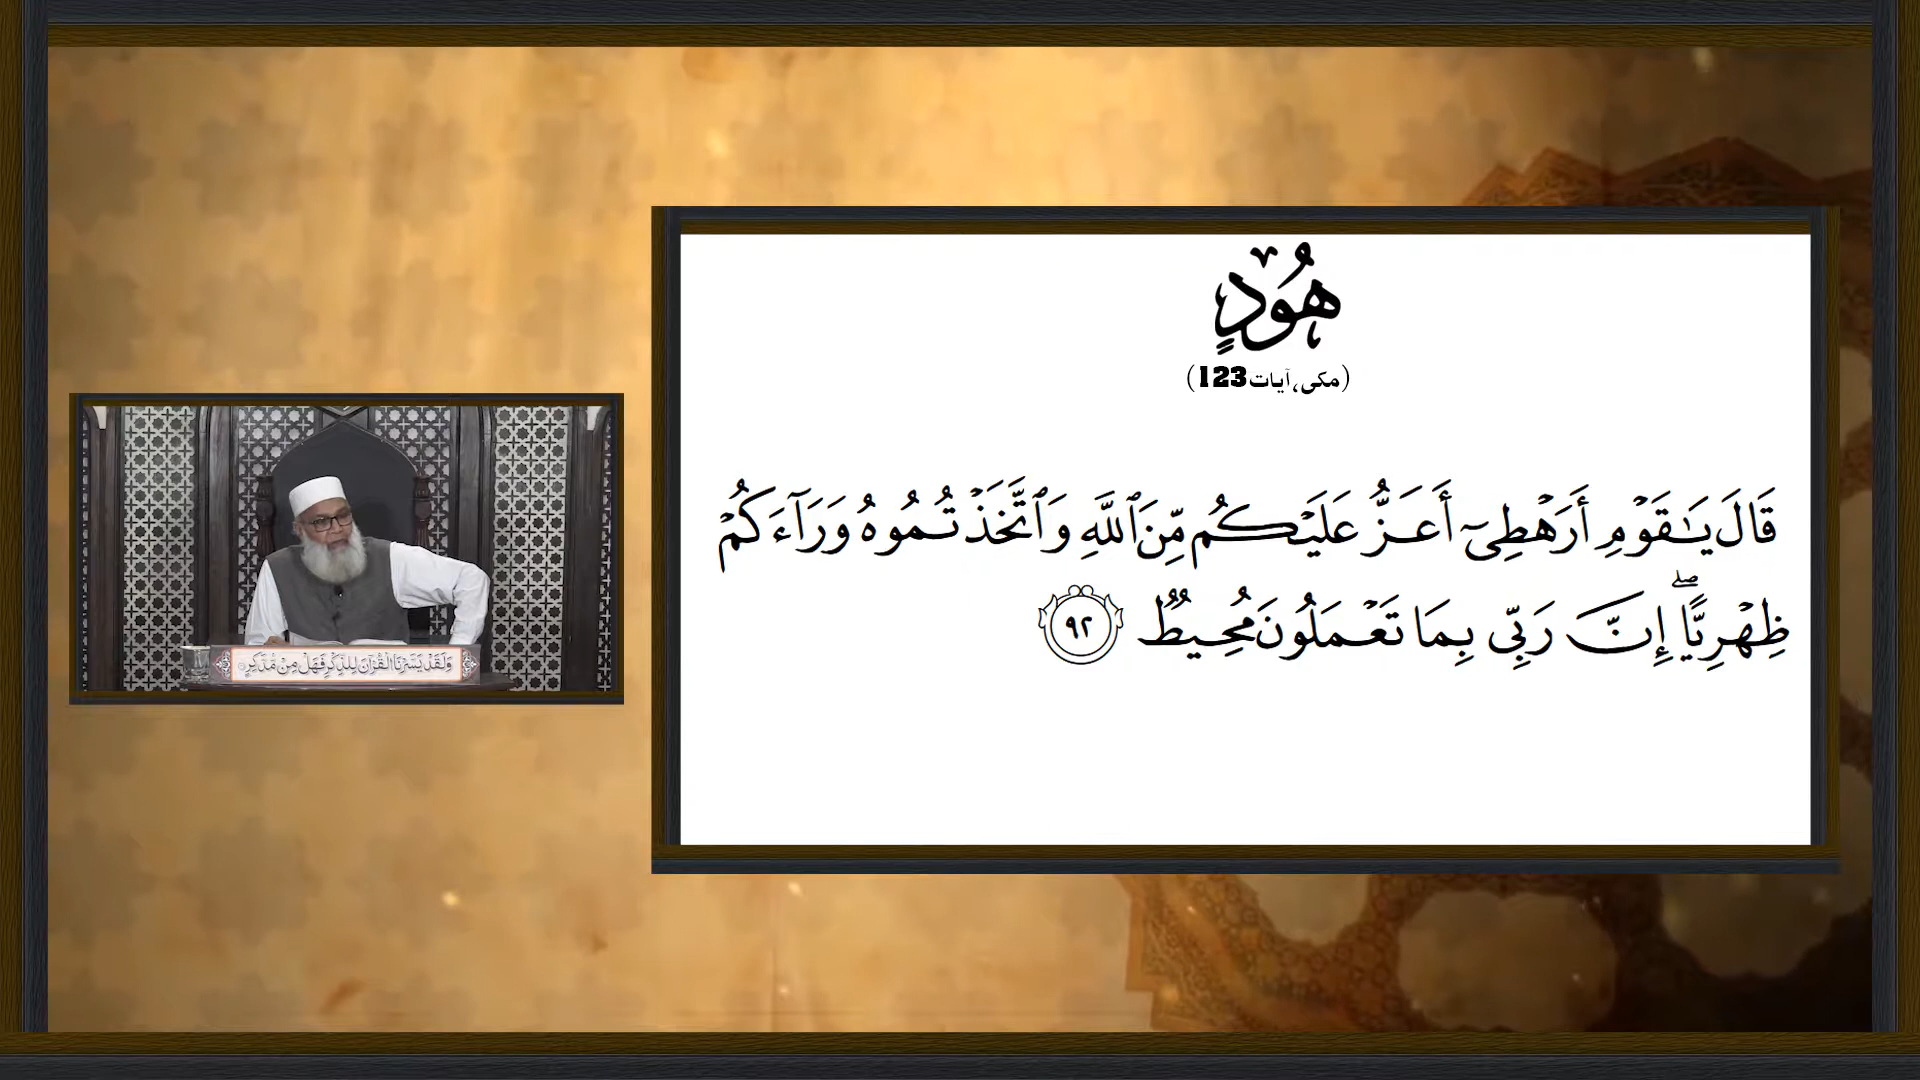 هُودٍ
(مکی، آیات 123)
قَالَ يَٰقَوْمِ أَرَهْطِىٓ أَعَزُّ عَلَيْكُم مِّنَ ٱللَّهِ وَٱتَّخَذْتُمُوهُ وَرَآءَكُمْ
ظِهْرِيًّا ۖ إِنَّ رَبِّى بِمَا تَعْمَلُونَ مُحِيطٌ ٩٢
وَلَقَدْ يَسَّرْنَا الْقُرْآنَ لِلذِّكْرِ فَهَلْ مِنْ مُّدَّكِرٍ